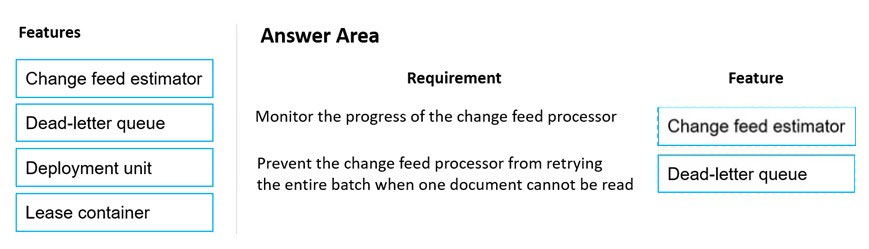 Features
Answer Area
Requirement
Feature
Change feed estimator
Dead-letter queue
Deployment unit
Lease container
Monitor the progress of the change feed processor
Change feed estimator
Prevent the change feed processor from retrying
the entire batch when one document cannot be read
Dead-letter queue